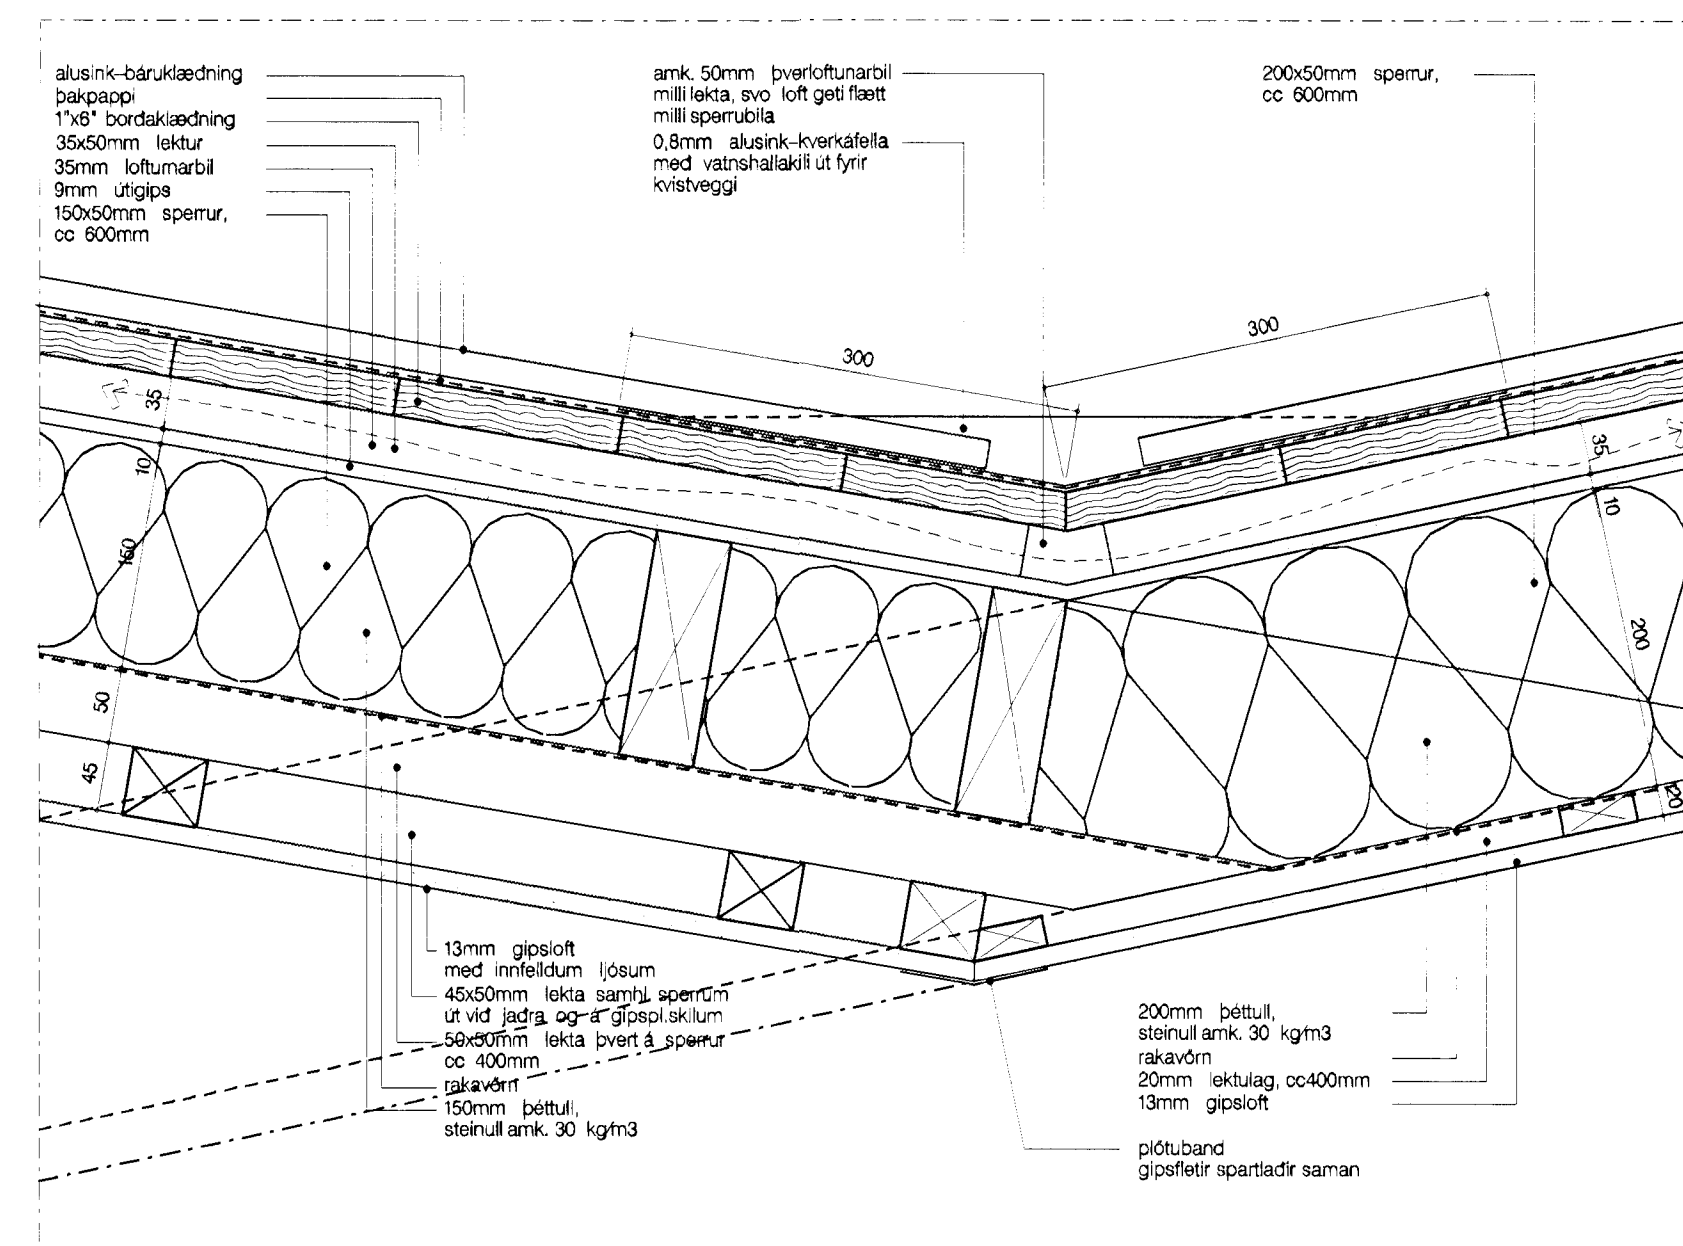 alusink-báruklæðning
þakpappi
1"x6" borðaklæðning
35x50mm lektur
35mm loftunarbil
9mm útigips
150x50mm sperrur,
cc 600mm
amk. 50mm þverloftunarbil
milli lekta, svo loft geti flætt
milli sperrubila
0,8mm alusink-kverkáfella
með vatnshallakili út fyrir
kvistveggi
200x50mm sperrur,
cc 600mm
300
300
35
10
150
50
45
35
10
200
20
13mm gipsloft
með innfelldum ljósum
45x50mm lekta samhl. sperrum
út við jaðra og á gipspl.skilum
50x50mm lekta þvert á sperrur
cc 400mm
rakavörn
150mm þéttull,
steinull amk. 30 kg/m3
200mm þéttull,
steinull amk. 30 kg/m3
rakavörn
20mm lektulag, cc400mm
13mm gipsloft
plötuband
gipsfletir spartlaðir saman